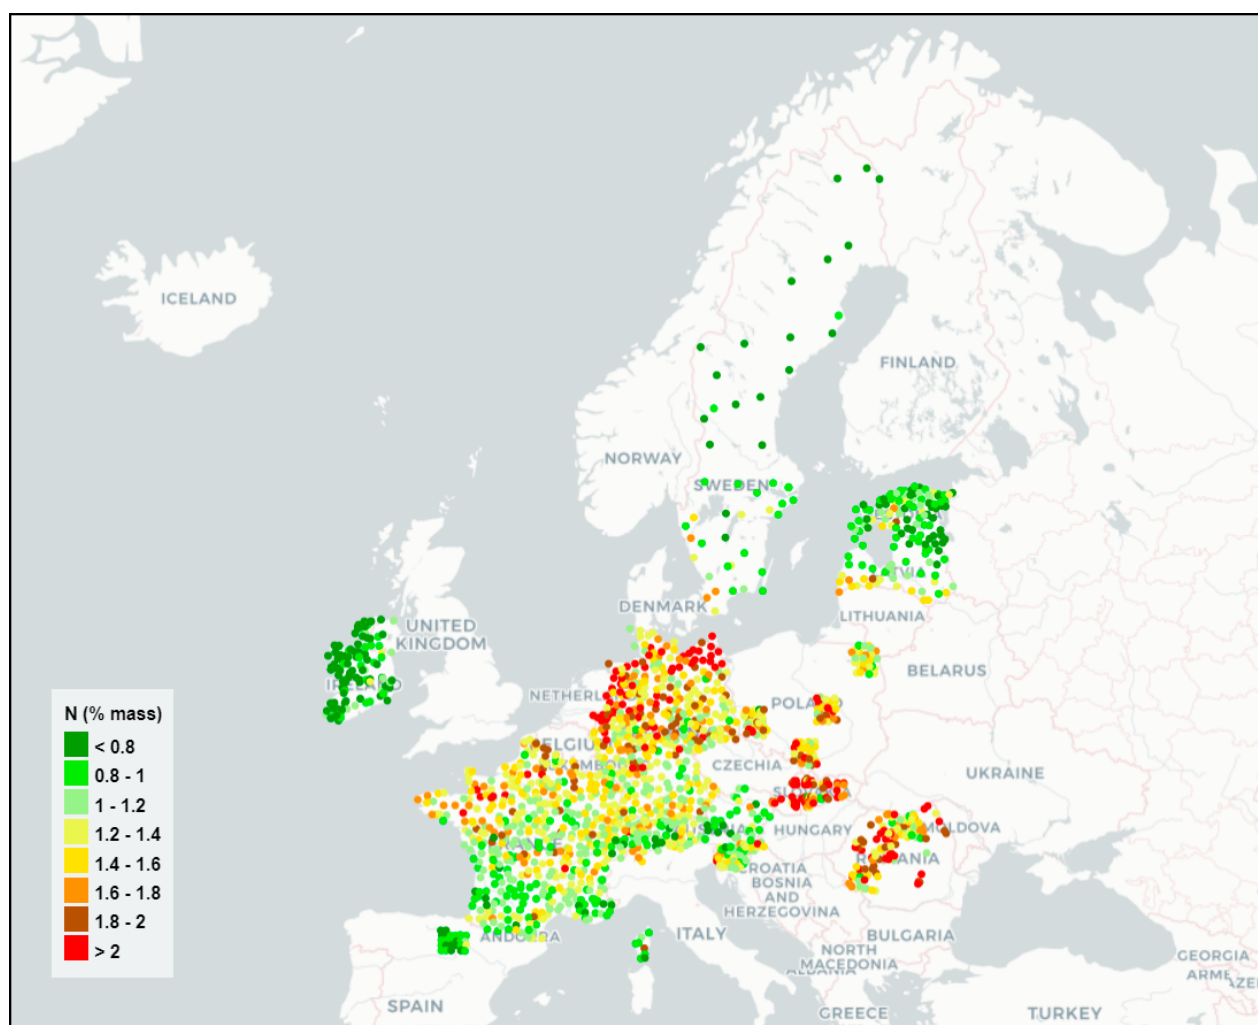 ICELAND
FINLAND
NORWAY
SWEDEN
DENMARK
LITHUANIA
UNITED
KINGDOM
BELARUS
NETHERL
N (% mass)
< 0.8
0.8 - 1
1 - 1.2
1.2 - 1.4
1.4 - 1.6
1.6 - 1.8
1.8 - 2
> 2
CZECHIA
UKRAINE
HUNGARY
MOLDOVA
CROATIA
BOSNIA
AND
HERZEGOVINA
ITALY
BULGARIA
NORTH
MACEDONIA
ALBANIA
GEORGIA
SPAIN
GREECE
TURKEY